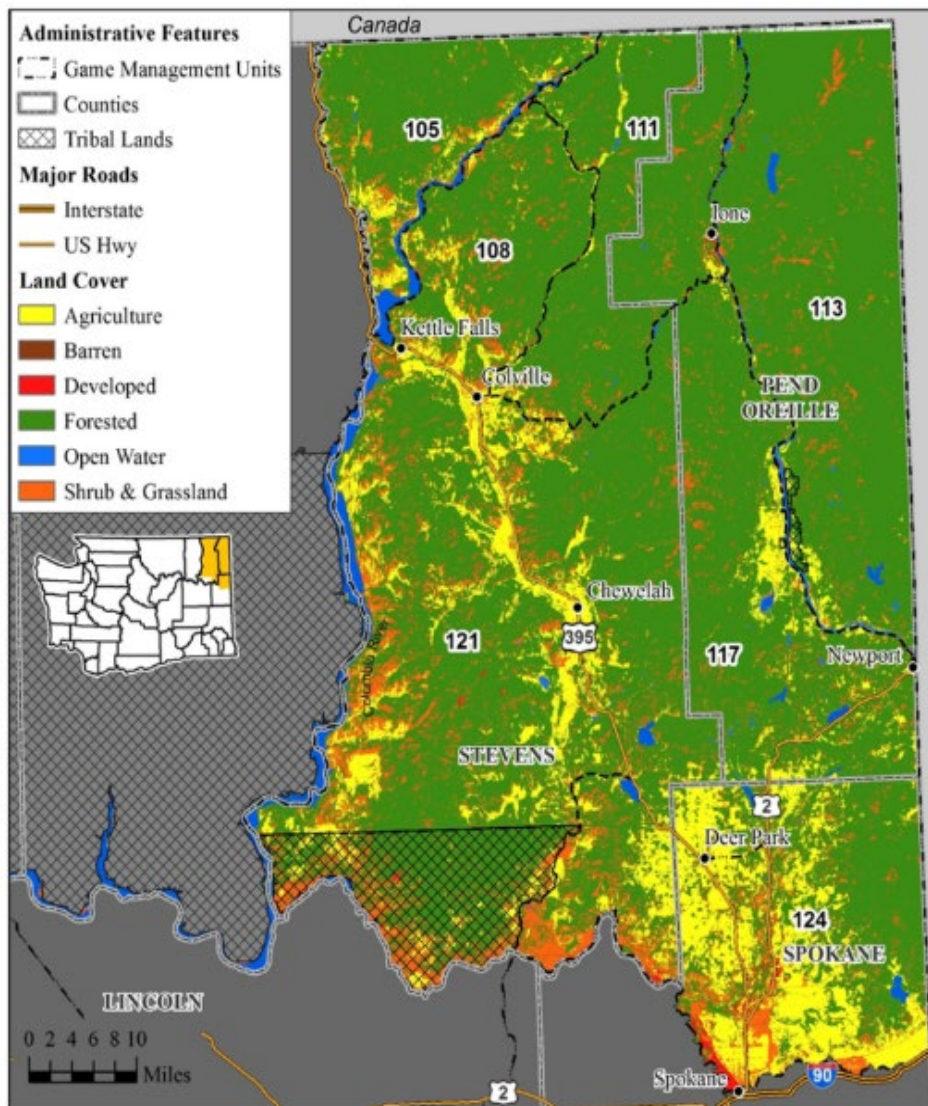 Canada
Administrative Features
Game Management Units
Counties
Tribal Lands
Major Roads
Interstate
US Hwy
Land Cover
Agriculture
Barren
Developed
Forested
Open Water
Shrub & Grassland
105
111
108
Ione
113
Kettle Falls
Colville
PEND
OREILLE
Chewelah
395
121
117
Newport
Columbia River
STEVENS
2
Deer Park
124
SPOKANE
LINCOLN
0 2 4 6 8 10
Miles
Spokane
90
2